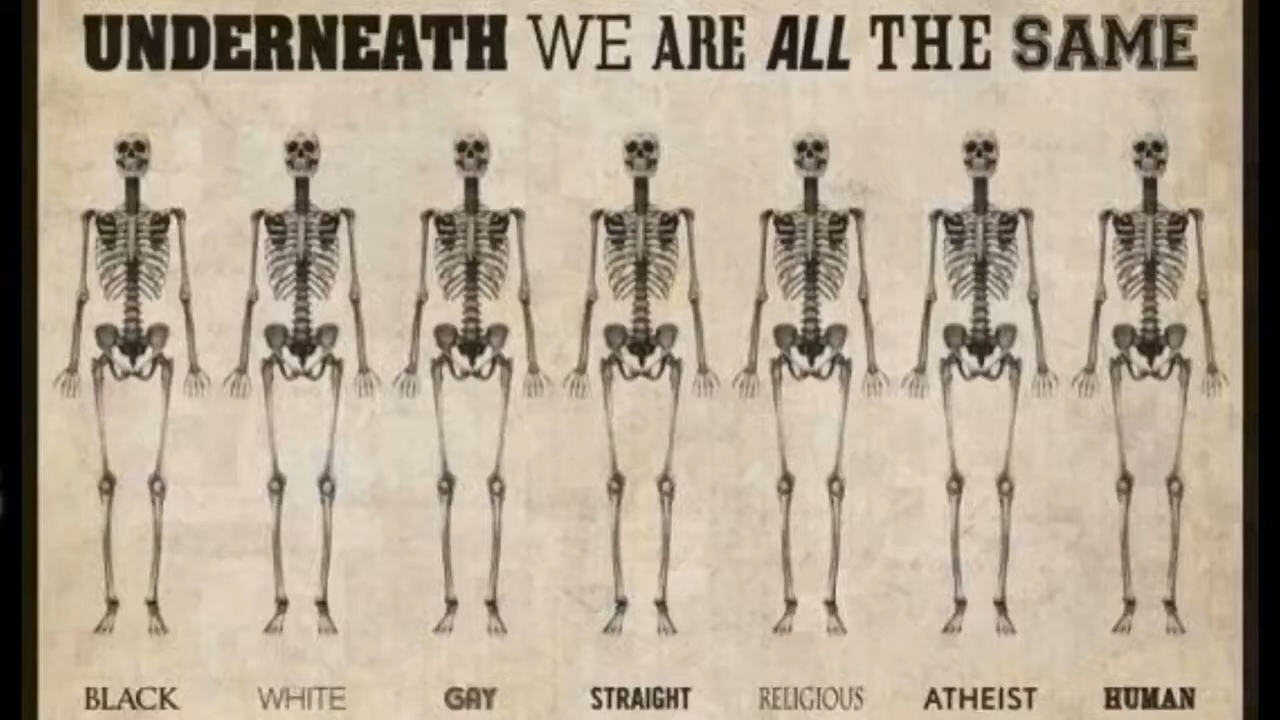 UNDERNEATH WE ARE ALL THE SAME
BLACK WHITE GAY STRAIGHT RELIGIOUS ATHEIST HUMAN